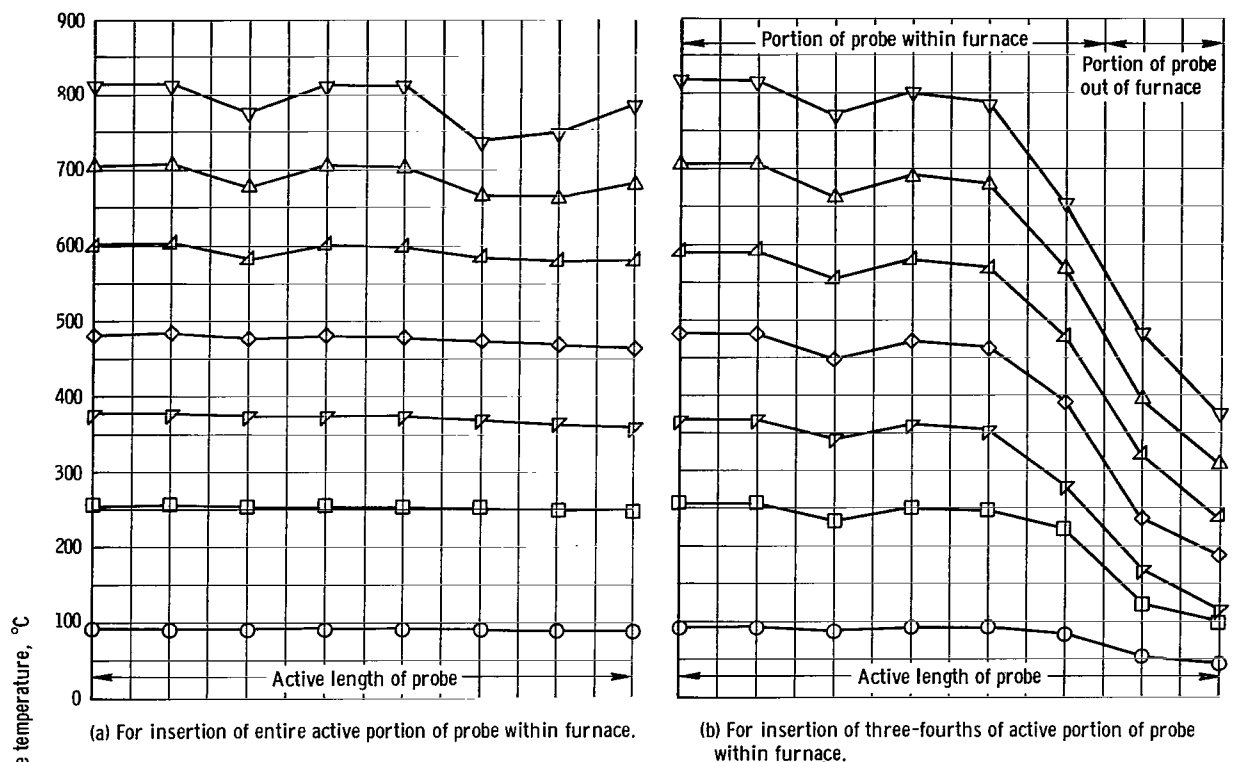 900
800
700
600
500
400
300
200
100
0
temperature, °C
Active length of probe
(a) For insertion of entire active portion of probe within furnace.
Portion of probe within furnace
Portion of probe
out of furnace
Active length of probe
(b) For insertion of three-fourths of active portion of probe
within furnace.